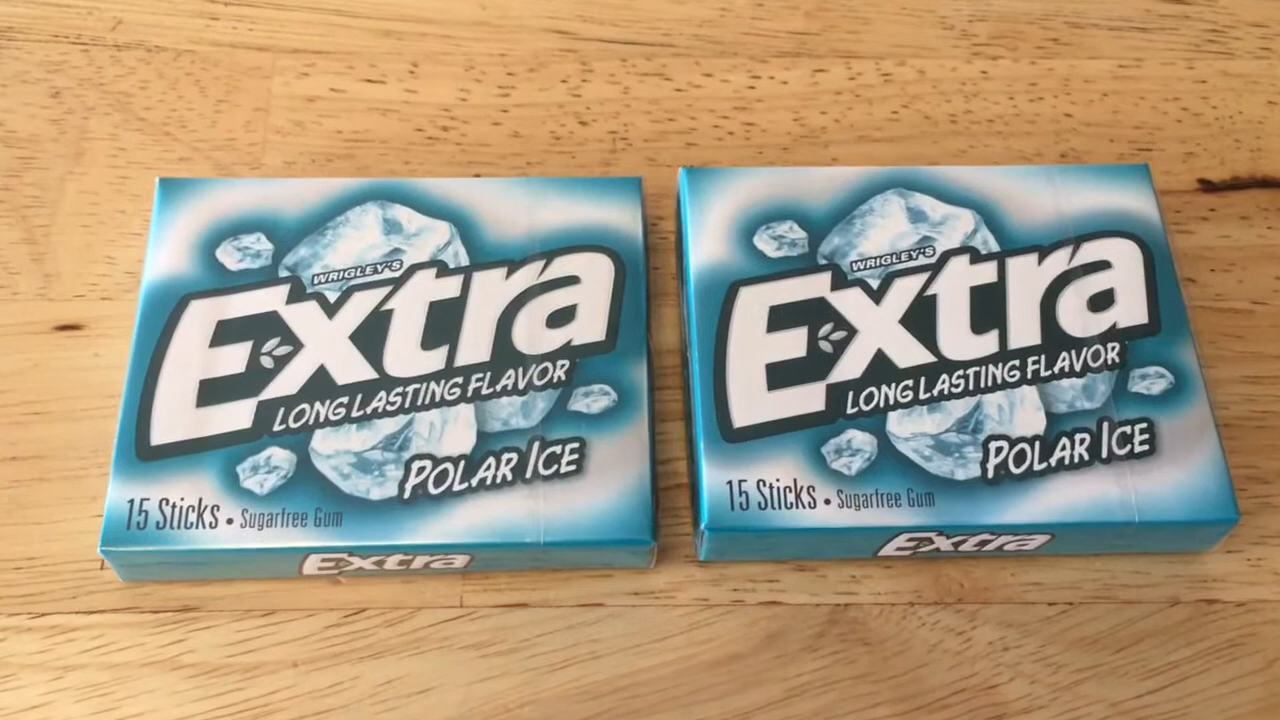 WRIGLEY'S
Extra
LONG LASTING FLAVOR
POLAR ICE
15 Sticks • Sugarfree Gum
Extra
WRIGLEY'S
Extra
LONG LASTING FLAVOR
POLAR ICE
15 Sticks • Sugarfree Gum
Extra